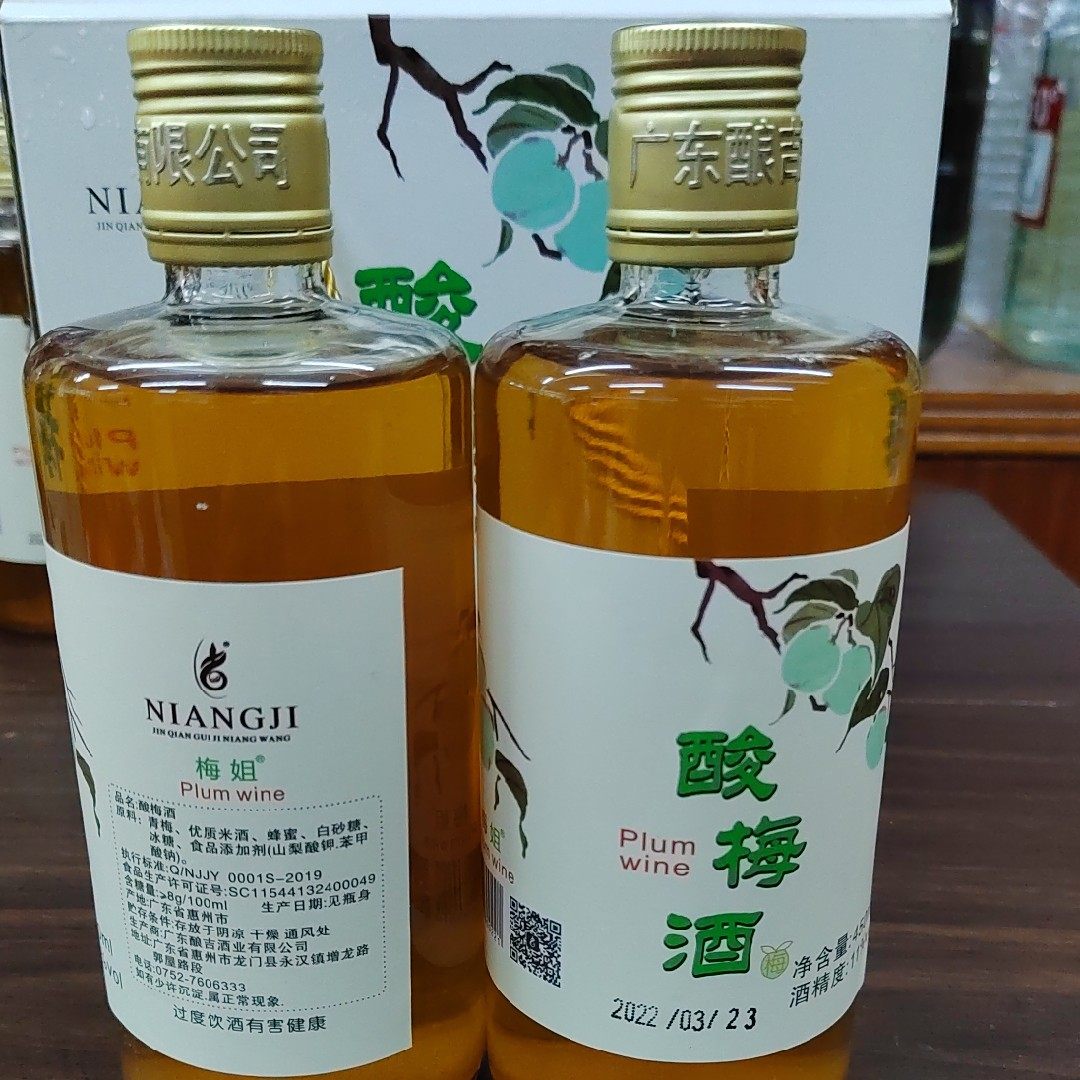 有限公司
广东酿吉
酸
NIANGJI
JIN QIAN GUI JI NIANG WANG
梅姐®
Plum wine
品名:酸梅酒
原料: 青梅、优质米酒、蜂蜜、白砂糖、
冰糖、食品添加剂(山梨酸钾.苯甲
酸钠)。
执行标准:Q/NJJY 0001S-2019
食品生产许可证号:SC11544132400049
含糖量:≥8g/100ml 生产日期:见瓶身
产地:广东省惠州市
贮存条件:存放于阴凉 干燥 通风处
生产商:广东酿吉酒业有限公司
地址:广东省惠州市龙门县永汉镇增龙路
郭屋路段
电话:0752-7606333
如有少许沉淀.属正常现象.
过度饮酒有害健康
酸梅酒
Plum
wine
梅
净含量:
酒精度:
2022/03/23